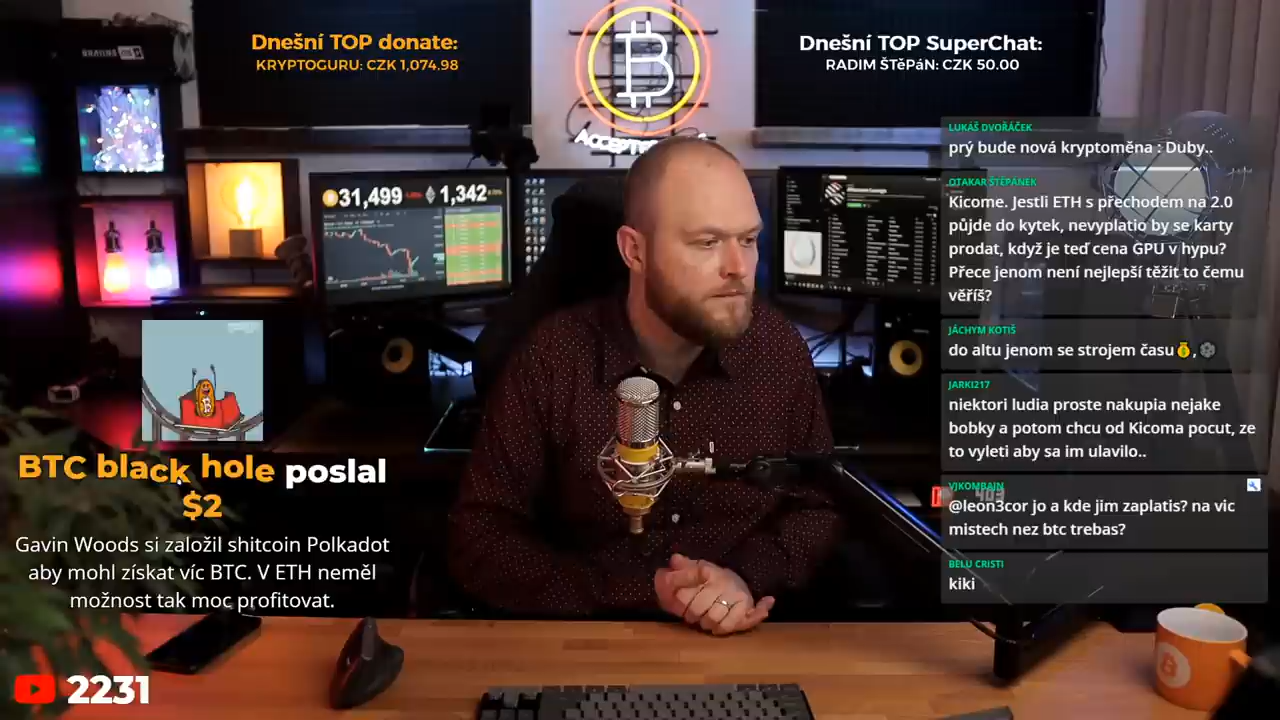 Dnešní TOP donate:
KRYPTOGURU: CZK 1,074.98
Dnešní TOP SuperChat:
RADIM ŠTěPáN: CZK 50.00
31,499
1,342
LUKÁŠ DVOŘÁČEK
prý bude nová kryptoměna : Duby..
OTAKAR ŠTĚPÁNEK
Kicome. Jestli ETH s přechodem na 2.0
půjde do kytek, nevyplatio by se karty
prodat, když je teď cena GPU v hypu?
Přece jenom není nejlepší těžit to čemu
věříš?
JÁCHYM KOTIŠ
do altu jenom se strojem času💰,
JARKI217
niektori ludia proste nakupia nejake
bobky a potom chcu od Kicoma pocut, ze
to vyleti aby sa im ulavilo..
VJKOMBAJN
@leon3cor jo a kde jim zaplatis? na vic
mistech nez btc trebas?
BELU CRISTI
kiki
BTC black hole poslal
$2
Gavin Woods si založil shitcoin Polkadot
aby mohl získat víc BTC. V ETH neměl
možnost tak moc profitovat.
2231